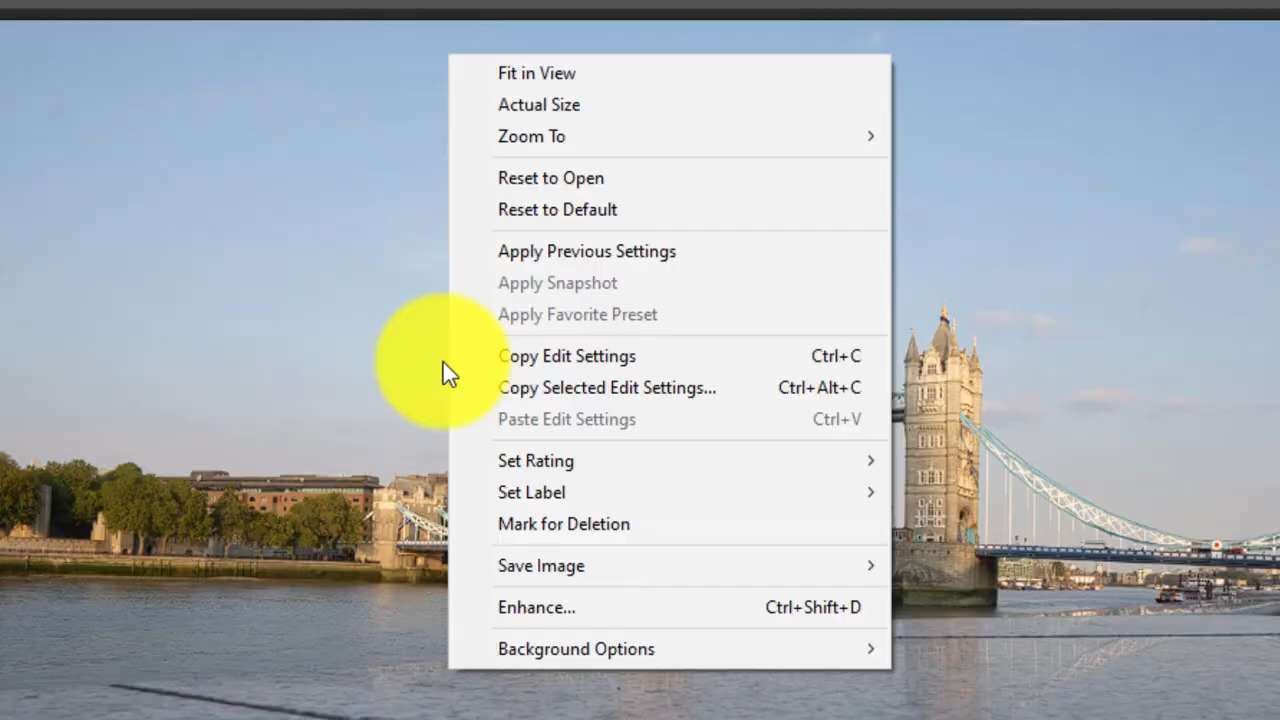 Fit in View
Actual Size
Zoom To
Reset to Open
Reset to Default
Apply Previous Settings
Apply Snapshot
Apply Favorite Preset
Copy Edit Settings Ctrl+C
Copy Selected Edit Settings... Ctrl+Alt+C
Paste Edit Settings Ctrl+V
Set Rating
Set Label
Mark for Deletion
Save Image
Enhance... Ctrl+Shift+D
Background Options